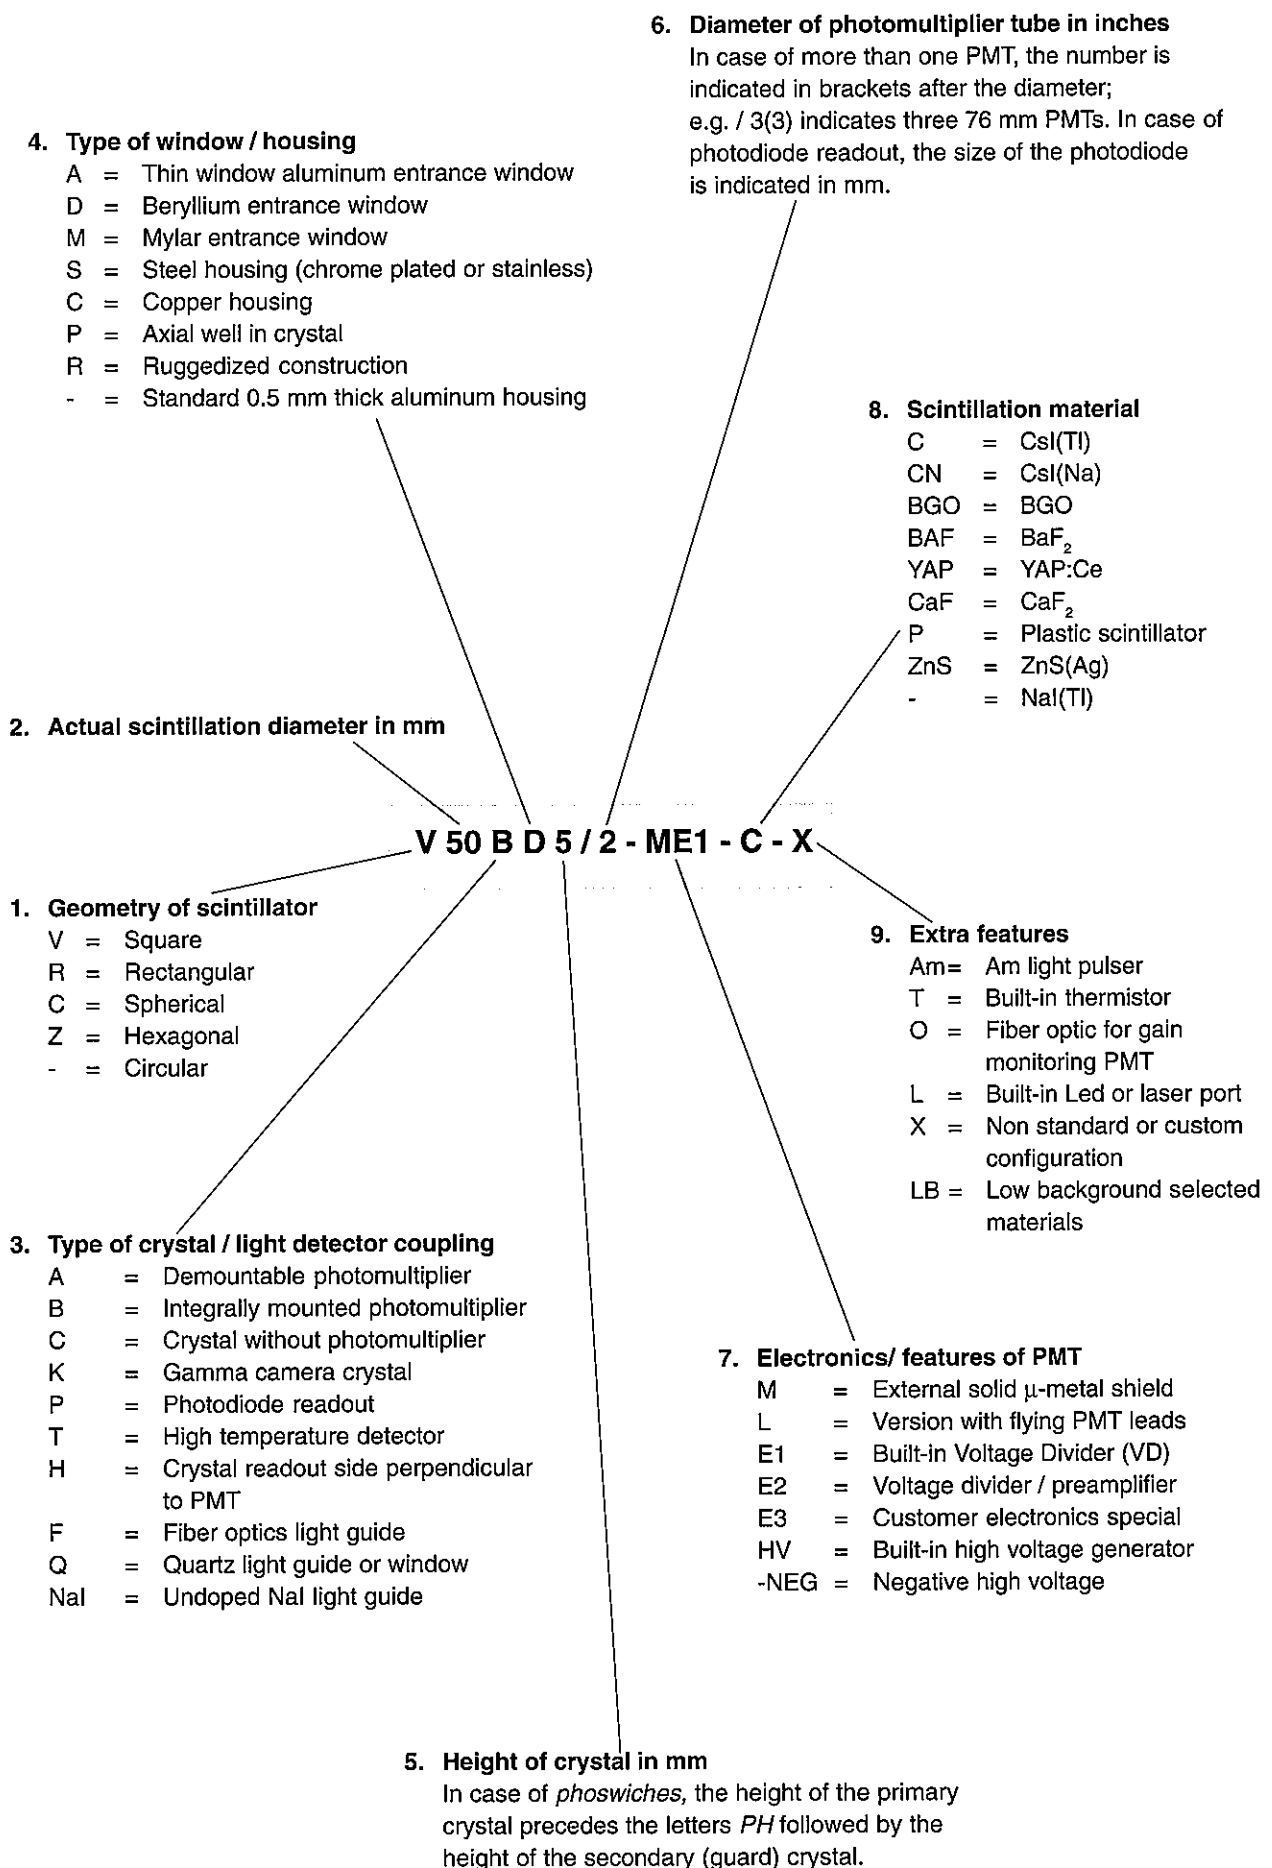 6. Diameter of photomultiplier tube in inches
In case of more than one PMT, the number is
indicated in brackets after the diameter;
e.g. / 3(3) indicates three 76 mm PMTs. In case of
photodiode readout, the size of the photodiode
is indicated in mm.
4. Type of window / housing
A = Thin window aluminum entrance window
D = Beryllium entrance window
M = Mylar entrance window
S = Steel housing (chrome plated or stainless)
C = Copper housing
P = Axial well in crystal
R = Ruggedized construction
- = Standard 0.5 mm thick aluminum housing
8. Scintillation material
C = CsI(Tl)
CN = CsI(Na)
BGO = BGO
BAF = BaF₂
YAP = YAP:Ce
CaF = CaF₂
P = Plastic scintillator
ZnS = ZnS(Ag)
- = NaI(Tl)
2. Actual scintillation diameter in mm
V 50 B D 5 / 2 - ME1 - C - X
1. Geometry of scintillator
V = Square
R = Rectangular
C = Spherical
Z = Hexagonal
- = Circular
9. Extra features
Am= Am light pulser
T = Built-in thermistor
O = Fiber optic for gain
monitoring PMT
L = Built-in Led or laser port
X = Non standard or custom
configuration
LB = Low background selected
materials
3. Type of crystal / light detector coupling
A = Demountable photomultiplier
B = Integrally mounted photomultiplier
C = Crystal without photomultiplier
K = Gamma camera crystal
P = Photodiode readout
T = High temperature detector
H = Crystal readout side perpendicular
to PMT
F = Fiber optics light guide
Q = Quartz light guide or window
NaI = Undoped NaI light guide
7. Electronics/ features of PMT
M = External solid μ-metal shield
L = Version with flying PMT leads
E1 = Built-in Voltage Divider (VD)
E2 = Voltage divider / preamplifier
E3 = Customer electronics special
HV = Built-in high voltage generator
-NEG = Negative high voltage
5. Height of crystal in mm
In case of phoswiches, the height of the primary
crystal precedes the letters PH followed by the
height of the secondary (guard) crystal.